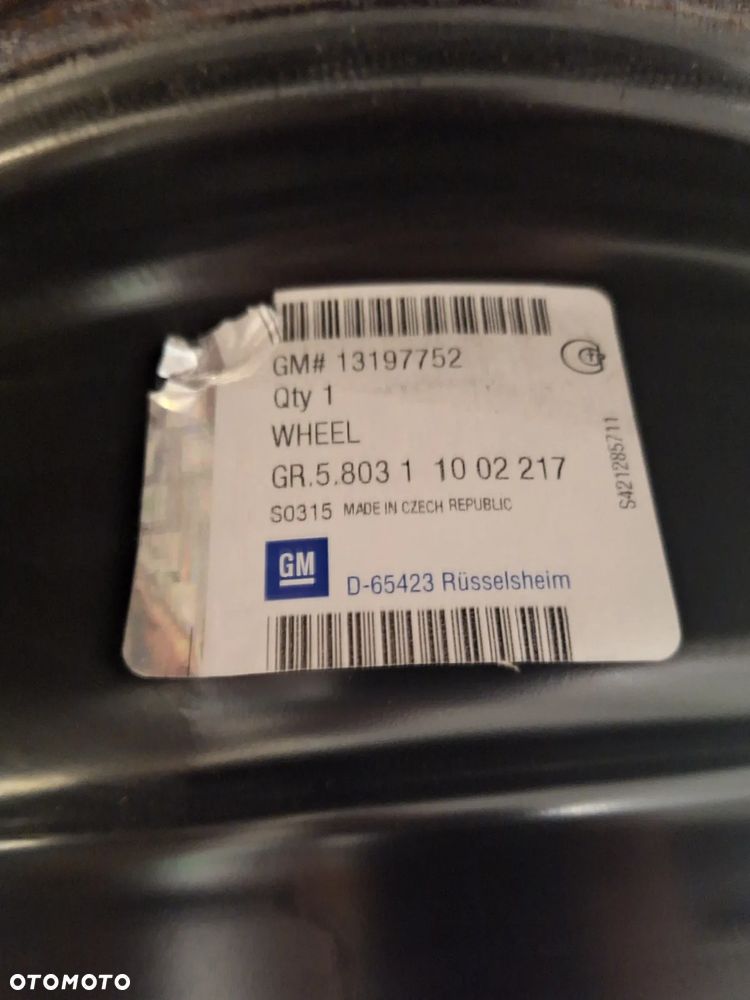 GM# 13197752
Qty 1
WHEEL
GR.5.803 1 10 02 217
S0315 MADE IN CZECH REPUBLIC
GM
D-65423 Rüsselsheim
S421285711
OTOMOTO